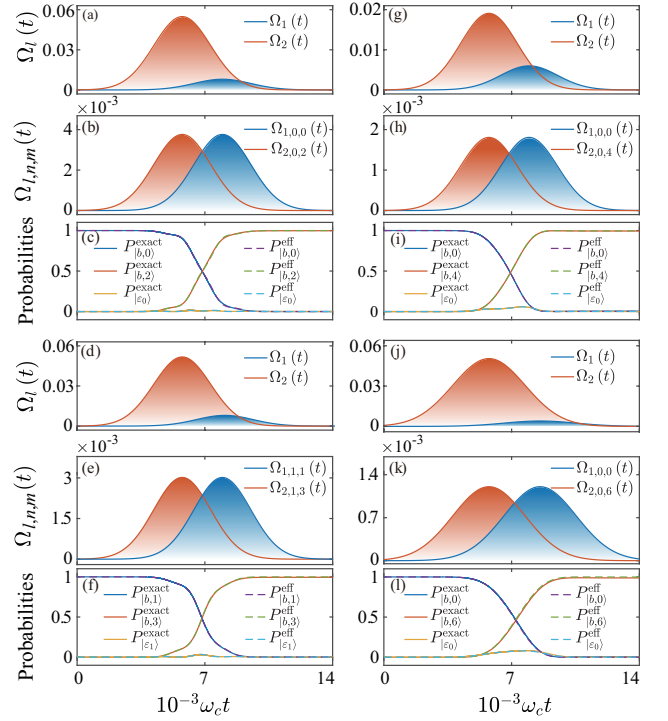 (a)
Ω_l (t)
0.06
0.03
0
Ω_1 (t)
Ω_2 (t)
(b)
×10^{-3}
Ω_{l,n,m}(t)
4
2
0
Ω_{1,0,0} (t)
Ω_{2,0,2} (t)
(c)
Probabilities
1
0.5
0
P^{exact}_{|b,0⟩}
P^{exact}_{|b,2⟩}
P^{exact}_{|ε_0⟩}
P^{eff}_{|b,0⟩}
P^{eff}_{|b,2⟩}
P^{eff}_{|ε_0⟩}
(d)
Ω_l (t)
0.06
0.03
0
Ω_1 (t)
Ω_2 (t)
(e)
×10^{-3}
Ω_{l,n,m}(t)
3
1.5
0
Ω_{1,1,1} (t)
Ω_{2,1,3} (t)
(f)
Probabilities
1
0.5
0
P^{exact}_{|b,1⟩}
P^{exact}_{|b,3⟩}
P^{exact}_{|ε_1⟩}
P^{eff}_{|b,1⟩}
P^{eff}_{|b,3⟩}
P^{eff}_{|ε_1⟩}
0 7 14
10^{-3}ω_c t
(g)
0.02
0.01
0
Ω_1 (t)
Ω_2 (t)
(h)
×10^{-3}
2
1
0
Ω_{1,0,0} (t)
Ω_{2,0,4} (t)
(i)
1
0.5
0
P^{exact}_{|b,0⟩}
P^{exact}_{|b,4⟩}
P^{exact}_{|ε_0⟩}
P^{eff}_{|b,0⟩}
P^{eff}_{|b,4⟩}
P^{eff}_{|ε_0⟩}
(j)
0.06
0.03
0
Ω_1 (t)
Ω_2 (t)
(k)
×10^{-3}
1.4
0.7
0
Ω_{1,0,0} (t)
Ω_{2,0,6} (t)
(l)
1
0.5
0
P^{exact}_{|b,0⟩}
P^{exact}_{|b,6⟩}
P^{exact}_{|ε_0⟩}
P^{eff}_{|b,0⟩}
P^{eff}_{|b,6⟩}
P^{eff}_{|ε_0⟩}
0 7 14
10^{-3}ω_c t